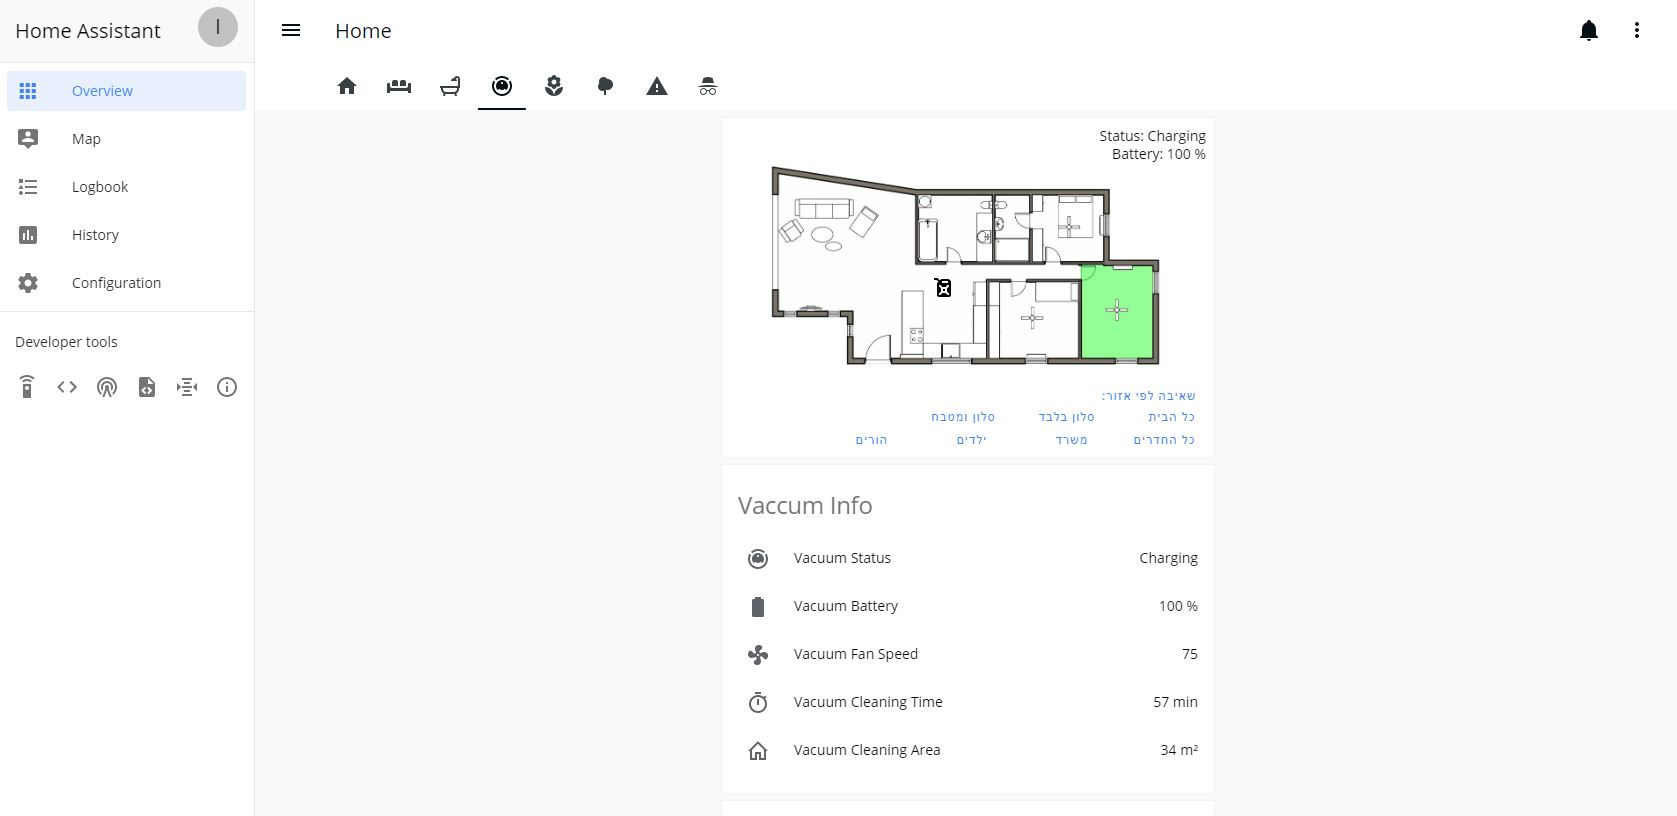 Home Assistant
I
Home
Overview
Map
Logbook
History
Configuration
Developer tools
Status: Charging
Battery: 100 %
שאיבה לפי אזור:
כל הבית סלון בלבד סלון ומטבח
כל החדרים משרד ילדים הורים
Vaccum Info
Vacuum Status Charging
Vacuum Battery 100 %
Vacuum Fan Speed 75
Vacuum Cleaning Time 57 min
Vacuum Cleaning Area 34 m²